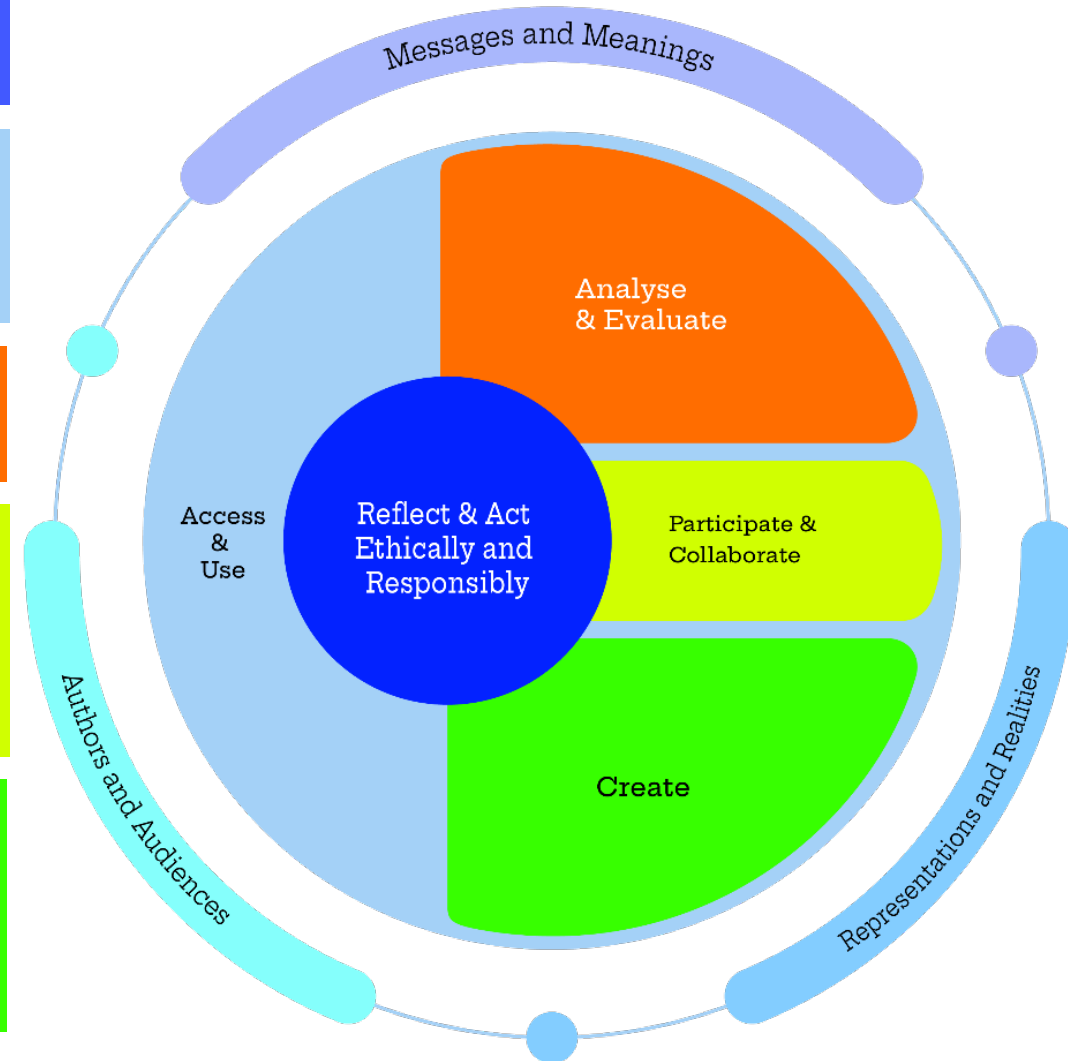 Messages and Meanings
Analyse
& Evaluate
Access
&
Use
Reflect & Act
Ethically and
Responsibly
Participate &
Collaborate
Create
Authors and Audiences
Representations and Realities